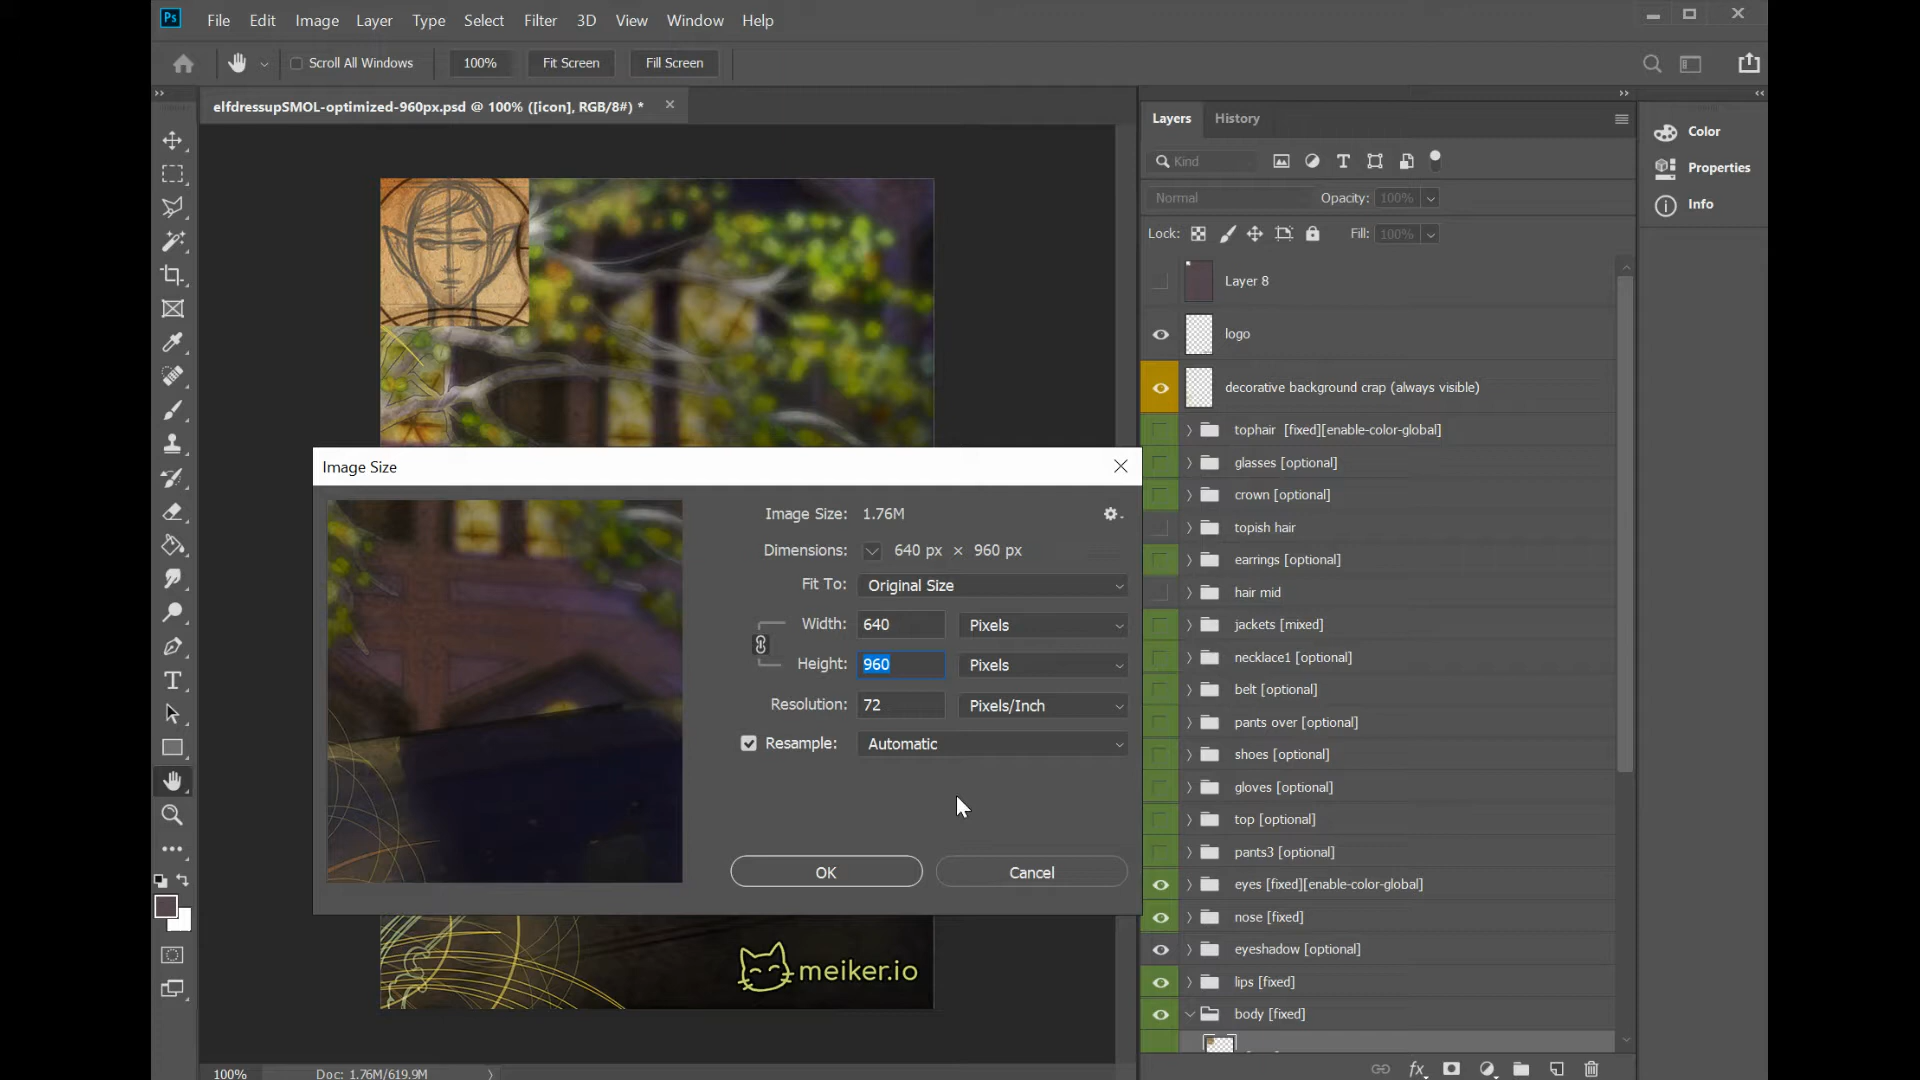 Ps File Edit Image Layer Type Select Filter 3D View Window Help
Scroll All Windows 100% Fit Screen Fill Screen
elfdressupSMOL-optimized-960px.psd @ 100% ([icon], RGB/8#) *
Layers History
Kind
Normal Opacity: 100%
Lock: Fill: 100%
Layer 8
logo
decorative background crap (always visible)
tophair [fixed][enable-color-global]
glasses [optional]
crown [optional]
topish hair
earrings [optional]
hair mid
jackets [mixed]
necklace1 [optional]
belt [optional]
pants over [optional]
shoes [optional]
gloves [optional]
top [optional]
pants3 [optional]
eyes [fixed][enable-color-global]
nose [fixed]
eyeshadow [optional]
lips [fixed]
body [fixed]
Color
Properties
Info
Image Size
Image Size: 1.76M
Dimensions: 640 px × 960 px
Fit To: Original Size
Width: 640 Pixels
Height: 960 Pixels
Resolution: 72 Pixels/Inch
Resample: Automatic
OK Cancel
meiker.io
100% Doc: 1.76M/619.9M
fx